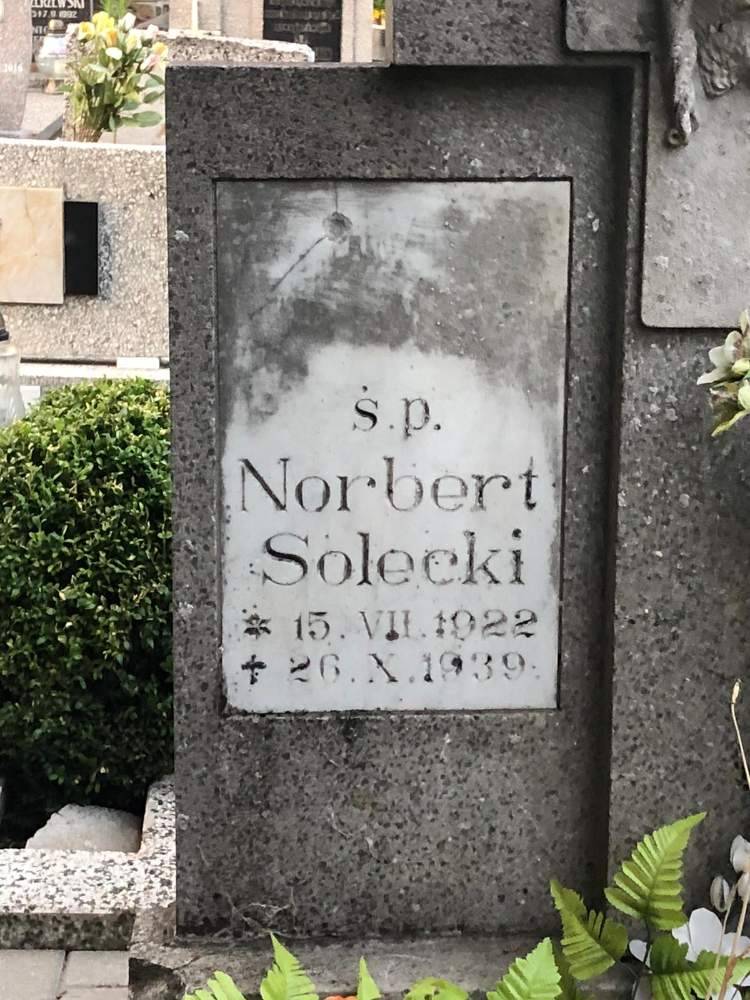 ś.p.
Norbert
Solecki
* 15.VII.1922
✝ 26.X.1939